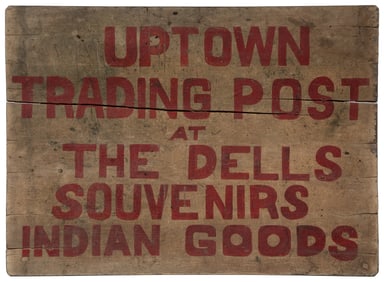 UPTOWN
TRADING POST
AT
THE DELLS
SOUVENIRS
INDIAN GOODS